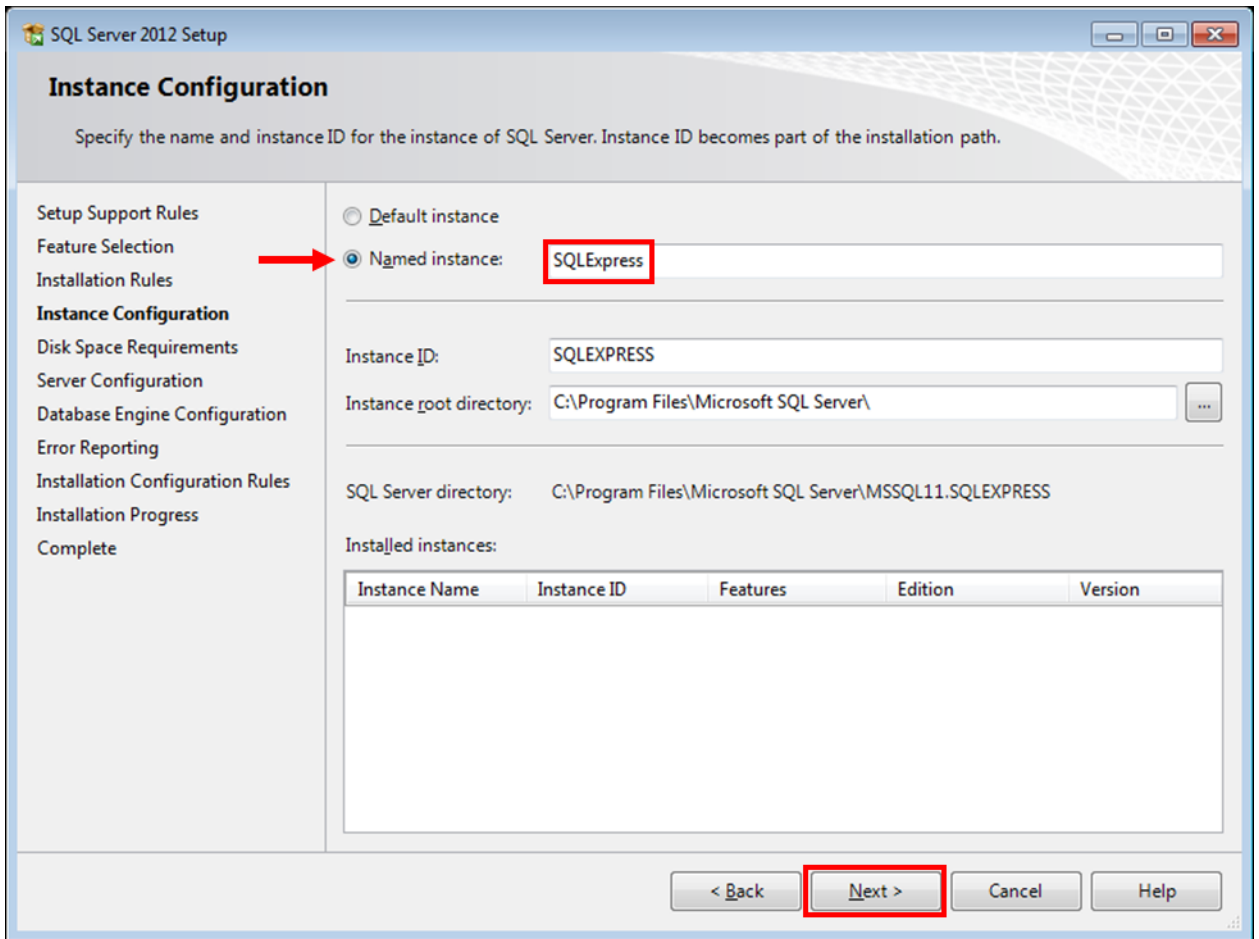 SQL Server 2012 Setup
Instance Configuration
Specify the name and instance ID for the instance of SQL Server. Instance ID becomes part of the installation path.
Setup Support Rules
Feature Selection
Installation Rules
Instance Configuration
Disk Space Requirements
Server Configuration
Database Engine Configuration
Error Reporting
Installation Configuration Rules
Installation Progress
Complete
Default instance
Named instance: SQLExpress
Instance ID: SQLEXPRESS
Instance root directory: C:\Program Files\Microsoft SQL Server\ ...
SQL Server directory: C:\Program Files\Microsoft SQL Server\MSSQL11.SQLEXPRESS
Installed instances:
Instance Name Instance ID Features Edition Version
< Back Next > Cancel Help